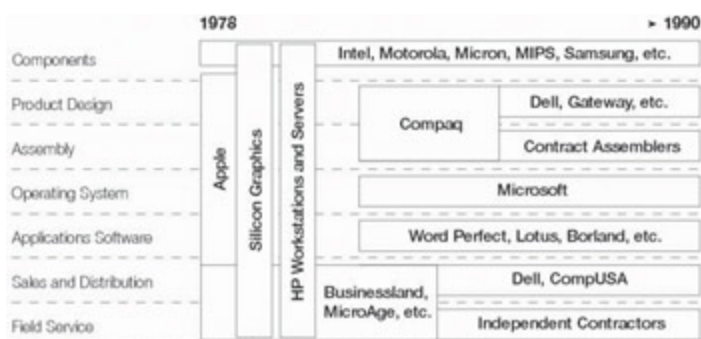 1978 ➤ 1990
Components
Intel, Motorola, Micron, MIPS, Samsung, etc.
Product Design
Dell, Gateway, etc.
Compaq
Assembly
Contract Assemblers
Apple
Silicon Graphics
HP Workstations and Servers
Operating System
Microsoft
Applications Software
Word Perfect, Lotus, Borland, etc.
Sales and Distribution
Businessland,
MicroAge, etc.
Dell, CompUSA
Field Service
Independent Contractors